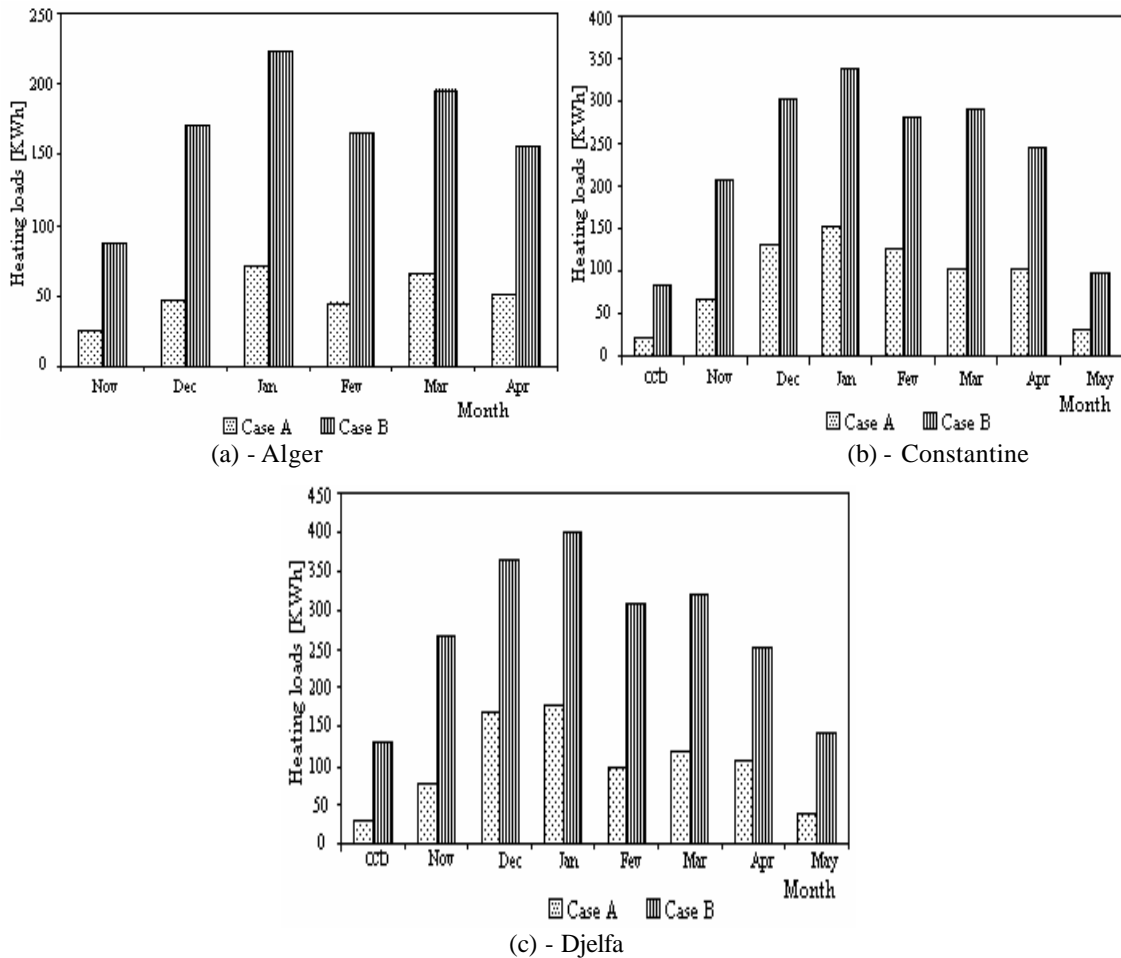 Heating loads [KWh]
250
200
150
100
50
0
Nov Dec Jan Fev Mar Apr
Month
Case A Case B
(a) - Alger
Heating loads [KWh]
400
350
300
250
200
150
100
50
0
Nov Dec Jan Fev Mar Apr May
Month
Case A Case B
(b) - Constantine
Heating loads [KWh]
450
400
350
300
250
200
150
100
50
0
Nov Dec Jan Fev Mar Apr May
Month
Case A Case B
(c) - Djelfa